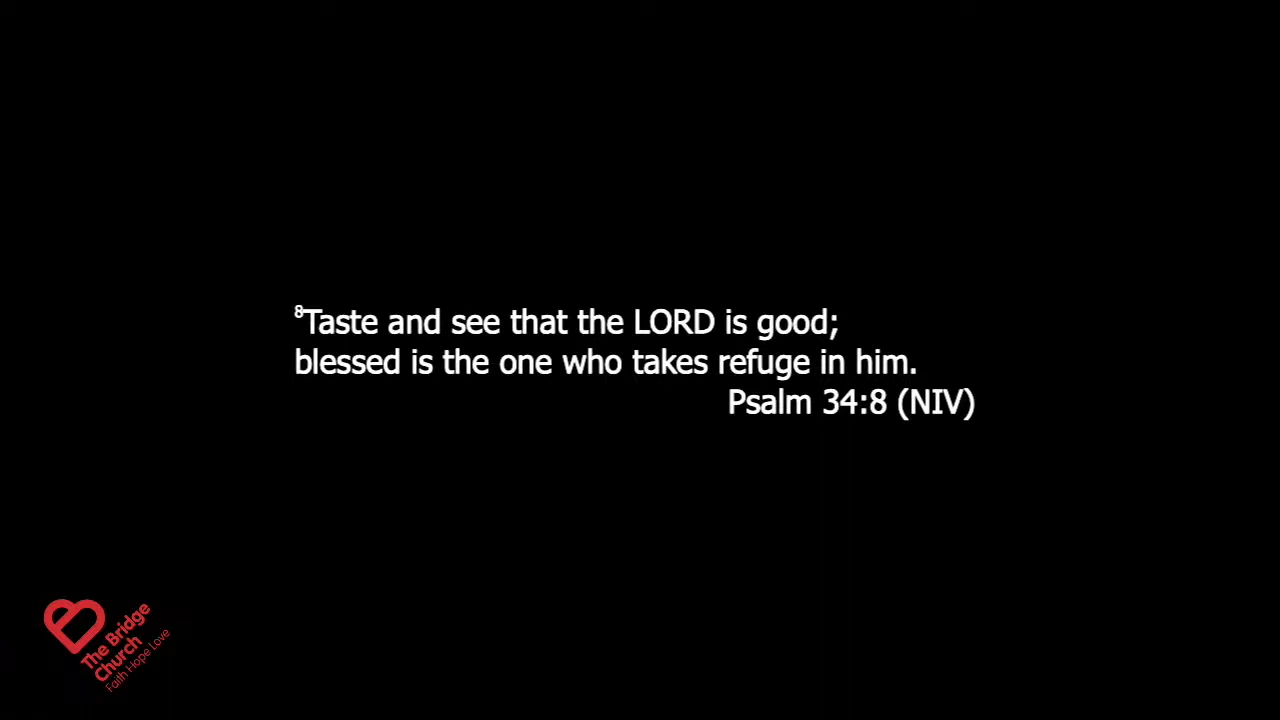 ⁸Taste and see that the LORD is good;
blessed is the one who takes refuge in him.
Psalm 34:8 (NIV)
The Bridge
Church
Faith Hope Love